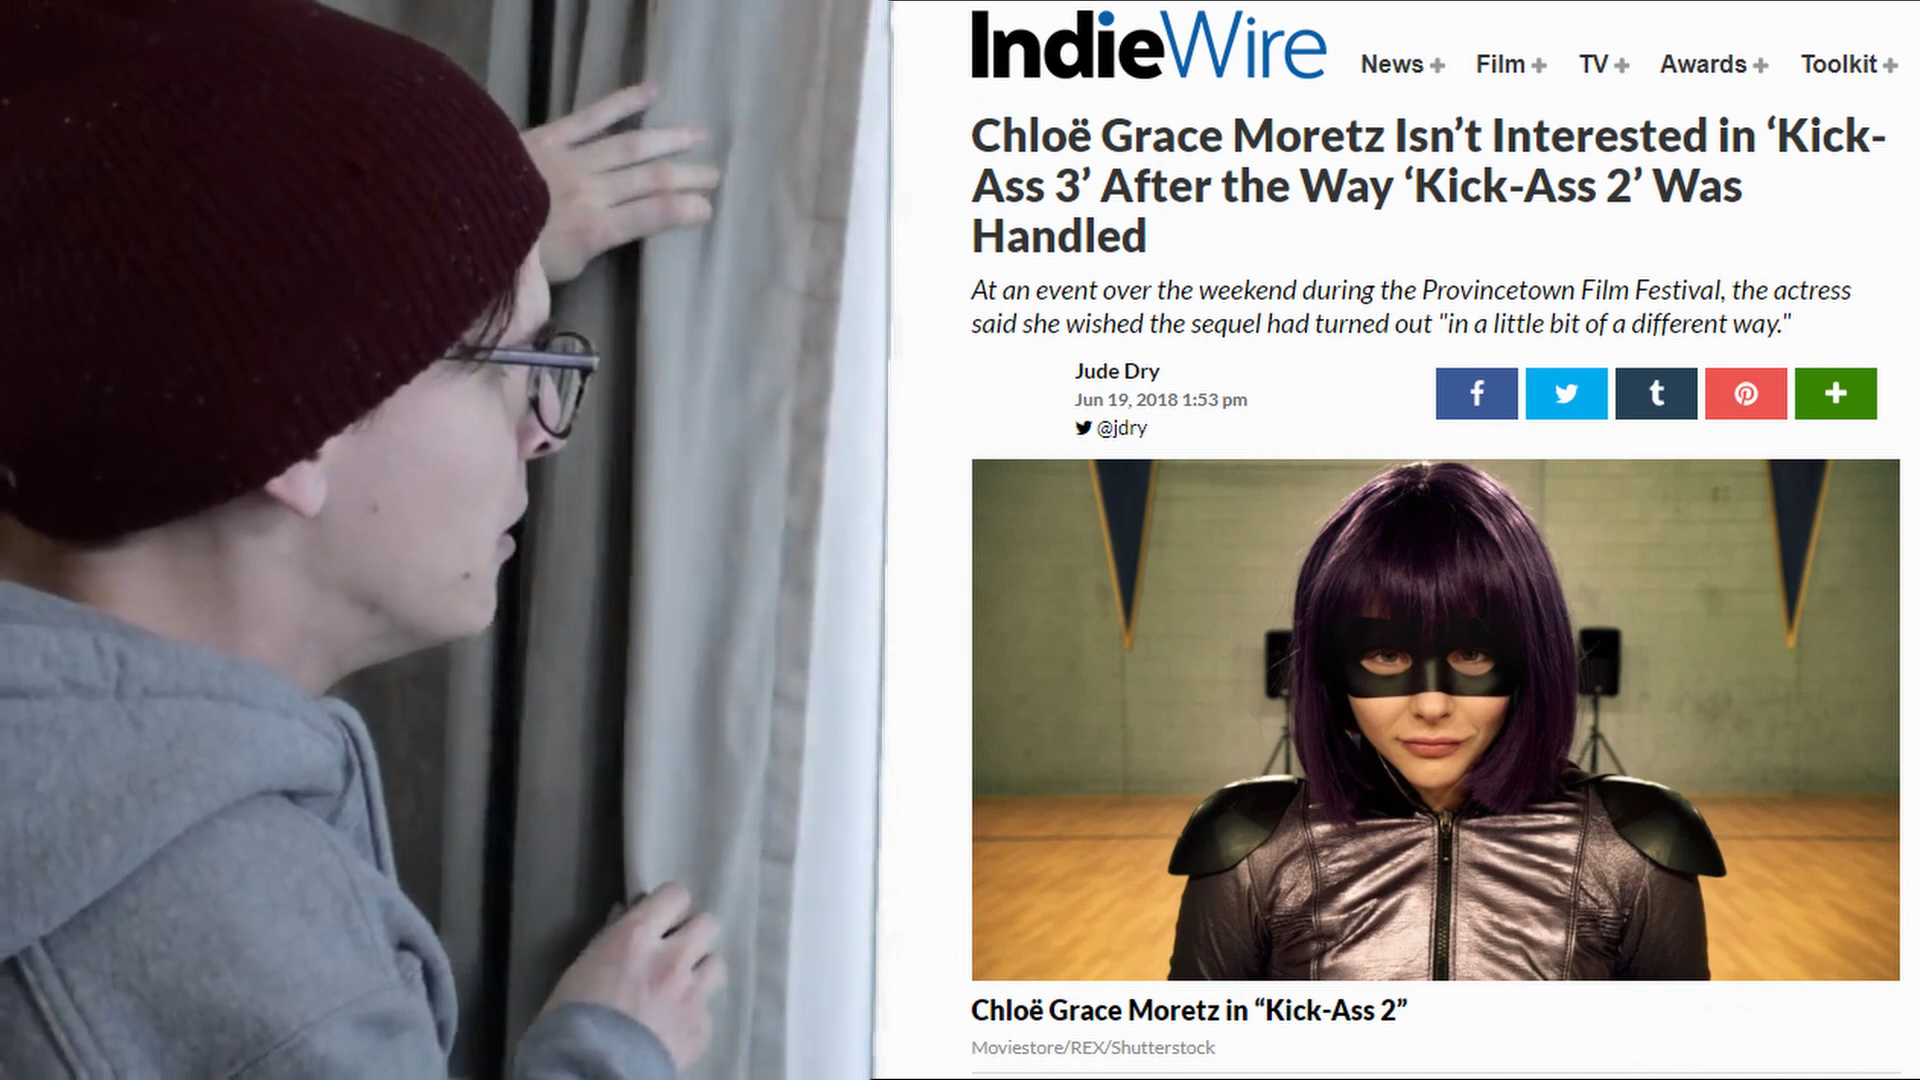 IndieWire
News + Film + TV + Awards + Toolkit +
Chloë Grace Moretz Isn’t Interested in ‘Kick-
Ass 3’ After the Way ‘Kick-Ass 2’ Was
Handled
At an event over the weekend during the Provincetown Film Festival, the actress
said she wished the sequel had turned out "in a little bit of a different way."
Jude Dry
Jun 19, 2018 1:53 pm
@jdry
Chloë Grace Moretz in “Kick-Ass 2”
Moviestore/REX/Shutterstock